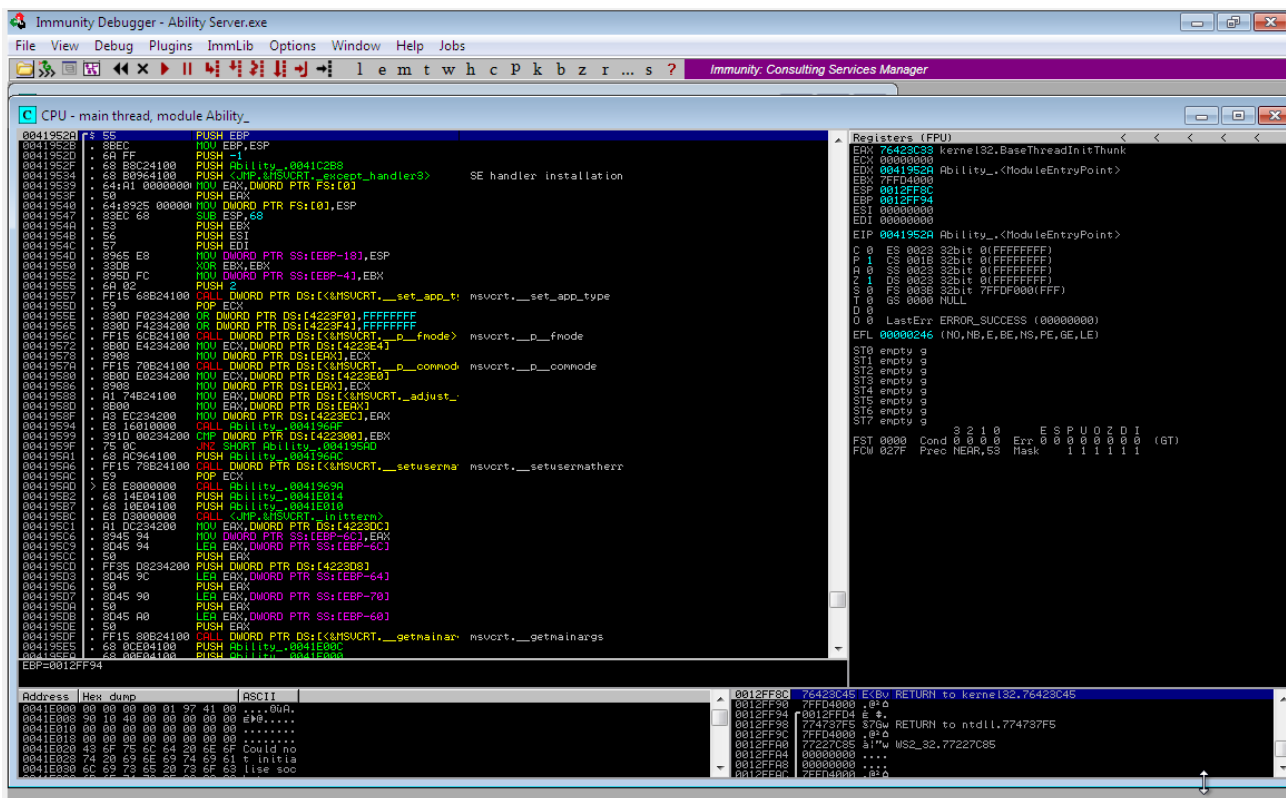 Immunity Debugger - Ability Server.exe
File View Debug Plugins ImmLib Options Window Help Jobs
l e m t w h c P k b z r ... s ? Immunity: Consulting Services Manager
C CPU - main thread, module Ability_
0041952A $ 55 PUSH EBP
0041952B . 8BEC MOV EBP,ESP
0041952D . 6A FF PUSH -1
0041952F . 68 B8C24100 PUSH Ability_.0041C2B8
00419534 . 68 B0964100 PUSH <JMP.&MSVCRT._except_handler3> SE handler installation
00419539 . 64:A1 0000000 MOV EAX,DWORD PTR FS:[0]
0041953F . 50 PUSH EAX
00419540 . 64:8925 00000 MOV DWORD PTR FS:[0],ESP
00419547 . 83EC 68 SUB ESP,68
0041954A . 53 PUSH EBX
0041954B . 56 PUSH ESI
0041954C . 57 PUSH EDI
0041954D . 8965 E8 MOV DWORD PTR SS:[EBP-18],ESP
00419550 . 33DB XOR EBX,EBX
00419552 . 895D FC MOV DWORD PTR SS:[EBP-4],EBX
00419555 . 6A 02 PUSH 2
00419557 . FF15 68B24100 CALL DWORD PTR DS:[<&MSVCRT.__set_app_t msvcrt.__set_app_type
0041955D . 59 POP ECX
0041955E . 830D F0234200 OR DWORD PTR DS:[4223F0],FFFFFFFF
00419565 . 830D F4234200 OR DWORD PTR DS:[4223F4],FFFFFFFF
0041956C . FF15 6CB24100 CALL DWORD PTR DS:[<&MSVCRT.__p__fmode> msvcrt.__p__fmode
00419572 . 8B0D E4234200 MOV ECX,DWORD PTR DS:[4223E4]
00419578 . 8908 MOV DWORD PTR DS:[EAX],ECX
0041957A . FF15 70B24100 CALL DWORD PTR DS:[<&MSVCRT.__p__commod msvcrt.__p__commode
00419580 . 8B0D E0234200 MOV ECX,DWORD PTR DS:[4223E0]
00419586 . 8908 MOV DWORD PTR DS:[EAX],ECX
00419588 . A1 74B24100 MOV EAX,DWORD PTR DS:[<&MSVCRT._adjust_
0041958D . 8B00 MOV EAX,DWORD PTR DS:[EAX]
0041958F . A3 EC234200 MOV DWORD PTR DS:[4223EC],EAX
00419594 . E8 16010000 CALL Ability_.004196AF
00419599 . 391D 00234200 CMP DWORD PTR DS:[422300],EBX
0041959F . 75 0C JNZ SHORT Ability_.004195AD
004195A1 . 68 AC964100 PUSH Ability_.004196AC
004195A6 . FF15 78B24100 CALL DWORD PTR DS:[<&MSVCRT.__setuserma msvcrt.__setusermatherr
004195AC . 59 POP ECX
004195AD > E8 E8000000 CALL Ability_.0041969A
004195B2 . 68 14E04100 PUSH Ability_.0041E014
004195B7 . 68 10E04100 PUSH Ability_.0041E010
004195BC . E8 D3000000 CALL <JMP.&MSVCRT._initterm>
004195C1 . A1 DC234200 MOV EAX,DWORD PTR DS:[4223DC]
004195C6 . 8945 94 MOV DWORD PTR SS:[EBP-6C],EAX
004195C9 . 8D45 94 LEA EAX,DWORD PTR SS:[EBP-6C]
004195CC . 50 PUSH EAX
004195CD . FF35 D8234200 PUSH DWORD PTR DS:[4223D8]
004195D3 . 8D45 9C LEA EAX,DWORD PTR SS:[EBP-64]
004195D6 . 50 PUSH EAX
004195D7 . 8D45 90 LEA EAX,DWORD PTR SS:[EBP-70]
004195DA . 50 PUSH EAX
004195DB . 8D45 A0 LEA EAX,DWORD PTR SS:[EBP-60]
004195DE . 50 PUSH EAX
004195DF . FF15 80B24100 CALL DWORD PTR DS:[<&MSVCRT.__getmainar msvcrt.__getmainargs
004195E5 . 68 0CE04100 PUSH Ability_.0041E00C
004195EA . 68 00E04100 PUSH Ability_.0041E000
EBP=0012FF94
Registers (FPU) < < < < <
EAX 76423C33 kernel32.BaseThreadInitThunk
ECX 00000000
EDX 0041952A Ability_.<ModuleEntryPoint>
EBX 7FFD4000
ESP 0012FF8C
EBP 0012FF94
ESI 00000000
EDI 00000000
EIP 0041952A Ability_.<ModuleEntryPoint>
C 0 ES 0023 32bit 0(FFFFFFFF)
P 1 CS 001B 32bit 0(FFFFFFFF)
A 0 SS 0023 32bit 0(FFFFFFFF)
Z 1 DS 0023 32bit 0(FFFFFFFF)
S 0 FS 003B 32bit 7FFDF000(FFF)
T 0 GS 0000 NULL
D 0
O 0 LastErr ERROR_SUCCESS (00000000)
EFL 00000246 (NO,NB,E,BE,NS,PE,GE,LE)
ST0 empty g
ST1 empty g
ST2 empty g
ST3 empty g
ST4 empty g
ST5 empty g
ST6 empty g
ST7 empty g
3 2 1 0 E S P U O Z D I
FST 0000 Cond 0 0 0 0 Err 0 0 0 0 0 0 0 0 (GT)
FCW 027F Prec NEAR,53 Mask 1 1 1 1 1 1
Address Hex dump ASCII
0041E000 00 00 00 00 01 97 41 00 ....0ùA.
0041E008 90 10 40 00 00 00 00 00
0041E010 00 00 00 00 00 00 00 00 ........
0041E018 00 00 00 00 00 00 00 00 ........
0041E020 43 6F 75 6C 64 20 6E 6F Could no
0041E028 74 20 69 6E 69 74 69 61 t initia
0041E030 6C 69 73 65 20 73 6F 63 lise soc
0012FF8C 76423C45 E<Bv RETURN to kernel32.76423C45
0012FF90 7FFD4000
0012FF94 0012FFD4
0012FF98 774737F5 RETURN to ntdll.774737F5
0012FF9C 7FFD4000
0012FFA0 77227C85 WS2_32.77227C85
0012FFA4 00000000 ....
0012FFA8 00000000 ....
0012FFAC 7FFD4000